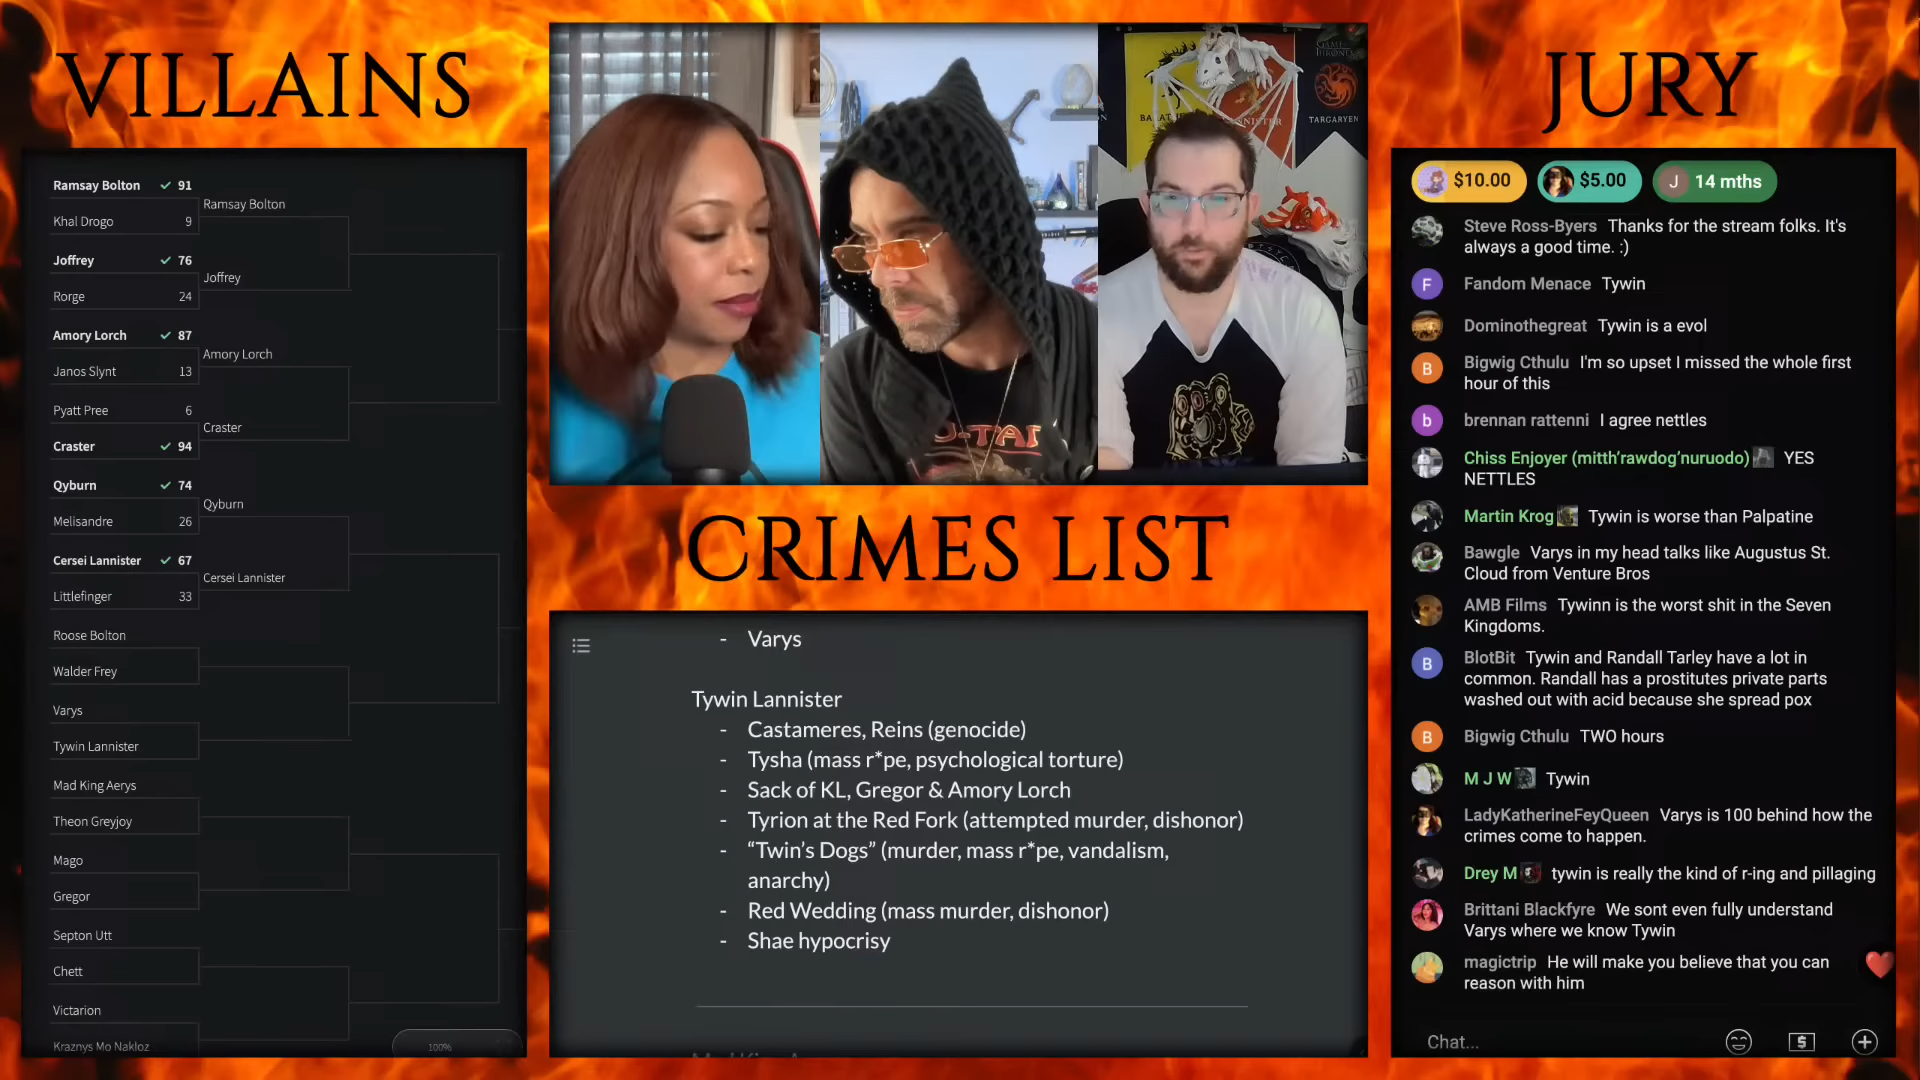 VILLAINS
Ramsay Bolton 91
Khal Drogo 9
Ramsay Bolton
Joffrey 76
Rorge 24
Joffrey
Amory Lorch 87
Janos Slynt 13
Amory Lorch
Pyatt Pree 6
Craster 94
Craster
Qyburn 74
Melisandre 26
Qyburn
Cersei Lannister 67
Littlefinger 33
Cersei Lannister
Roose Bolton
Walder Frey
Varys
Tywin Lannister
Mad King Aerys
Theon Greyjoy
Mago
Gregor
Septon Utt
Chett
Victarion
Kraznys Mo Nakloz
100%
GAME
THRONES
TARGARYEN
CRIMES LIST
- Varys
Tywin Lannister
- Castameres, Reins (genocide)
- Tysha (mass r*pe, psychological torture)
- Sack of KL, Gregor & Amory Lorch
- Tyrion at the Red Fork (attempted murder, dishonor)
- “Twin’s Dogs” (murder, mass r*pe, vandalism,
anarchy)
- Red Wedding (mass murder, dishonor)
- Shae hypocrisy
JURY
$10.00
$5.00
J 14 mths
Steve Ross-Byers Thanks for the stream folks. It's
always a good time. :)
F Fandom Menace Tywin
Dominothegreat Tywin is a evol
B Bigwig Cthulu I'm so upset I missed the whole first
hour of this
b brennan rattenni I agree nettles
Chiss Enjoyer (mitth'rawdog'nuruodo) YES
NETTLES
Martin Krog Tywin is worse than Palpatine
Bawgle Varys in my head talks like Augustus St.
Cloud from Venture Bros
AMB Films Tywinn is the worst shit in the Seven
Kingdoms.
B BlotBit Tywin and Randall Tarley have a lot in
common. Randall has a prostitutes private parts
washed out with acid because she spread pox
B Bigwig Cthulu TWO hours
M J W Tywin
LadyKatherineFeyQueen Varys is 100 behind how the
crimes come to happen.
Drey M tywin is really the kind of r-ing and pillaging
Brittani Blackfyre We sont even fully understand
Varys where we know Tywin
magictrip He will make you believe that you can
reason with him
Chat...